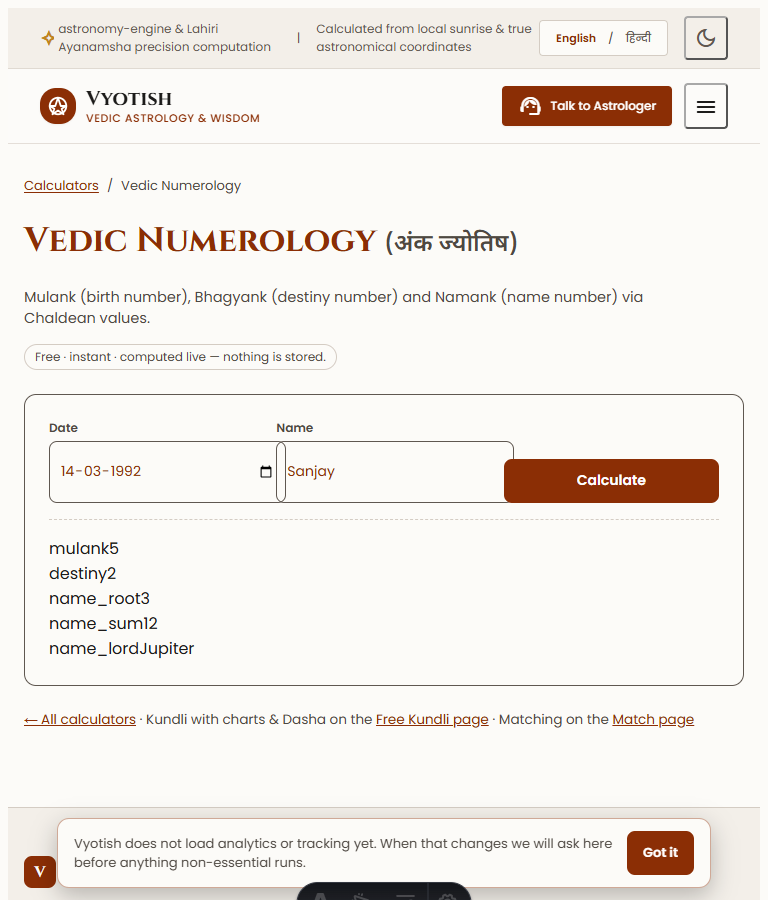 astronomy-engine & Lahiri
Ayanamsha precision computation
|
Calculated from local sunrise & true
astronomical coordinates
English / हिन्दी
Vyotish
VEDIC ASTROLOGY & WISDOM
Talk to Astrologer
Calculators / Vedic Numerology
Vedic Numerology (अंक ज्योतिष)
Mulank (birth number), Bhagyank (destiny number) and Namank (name number) via
Chaldean values.
Free · instant · computed live — nothing is stored.
Date
Name
14-03-1992
Sanjay
Calculate
mulank5
destiny2
name_root3
name_sum12
name_lordJupiter
← All calculators · Kundli with charts & Dasha on the Free Kundli page · Matching on the Match page
Vyotish does not load analytics or tracking yet. When that changes we will ask here
before anything non-essential runs.
Got it
V